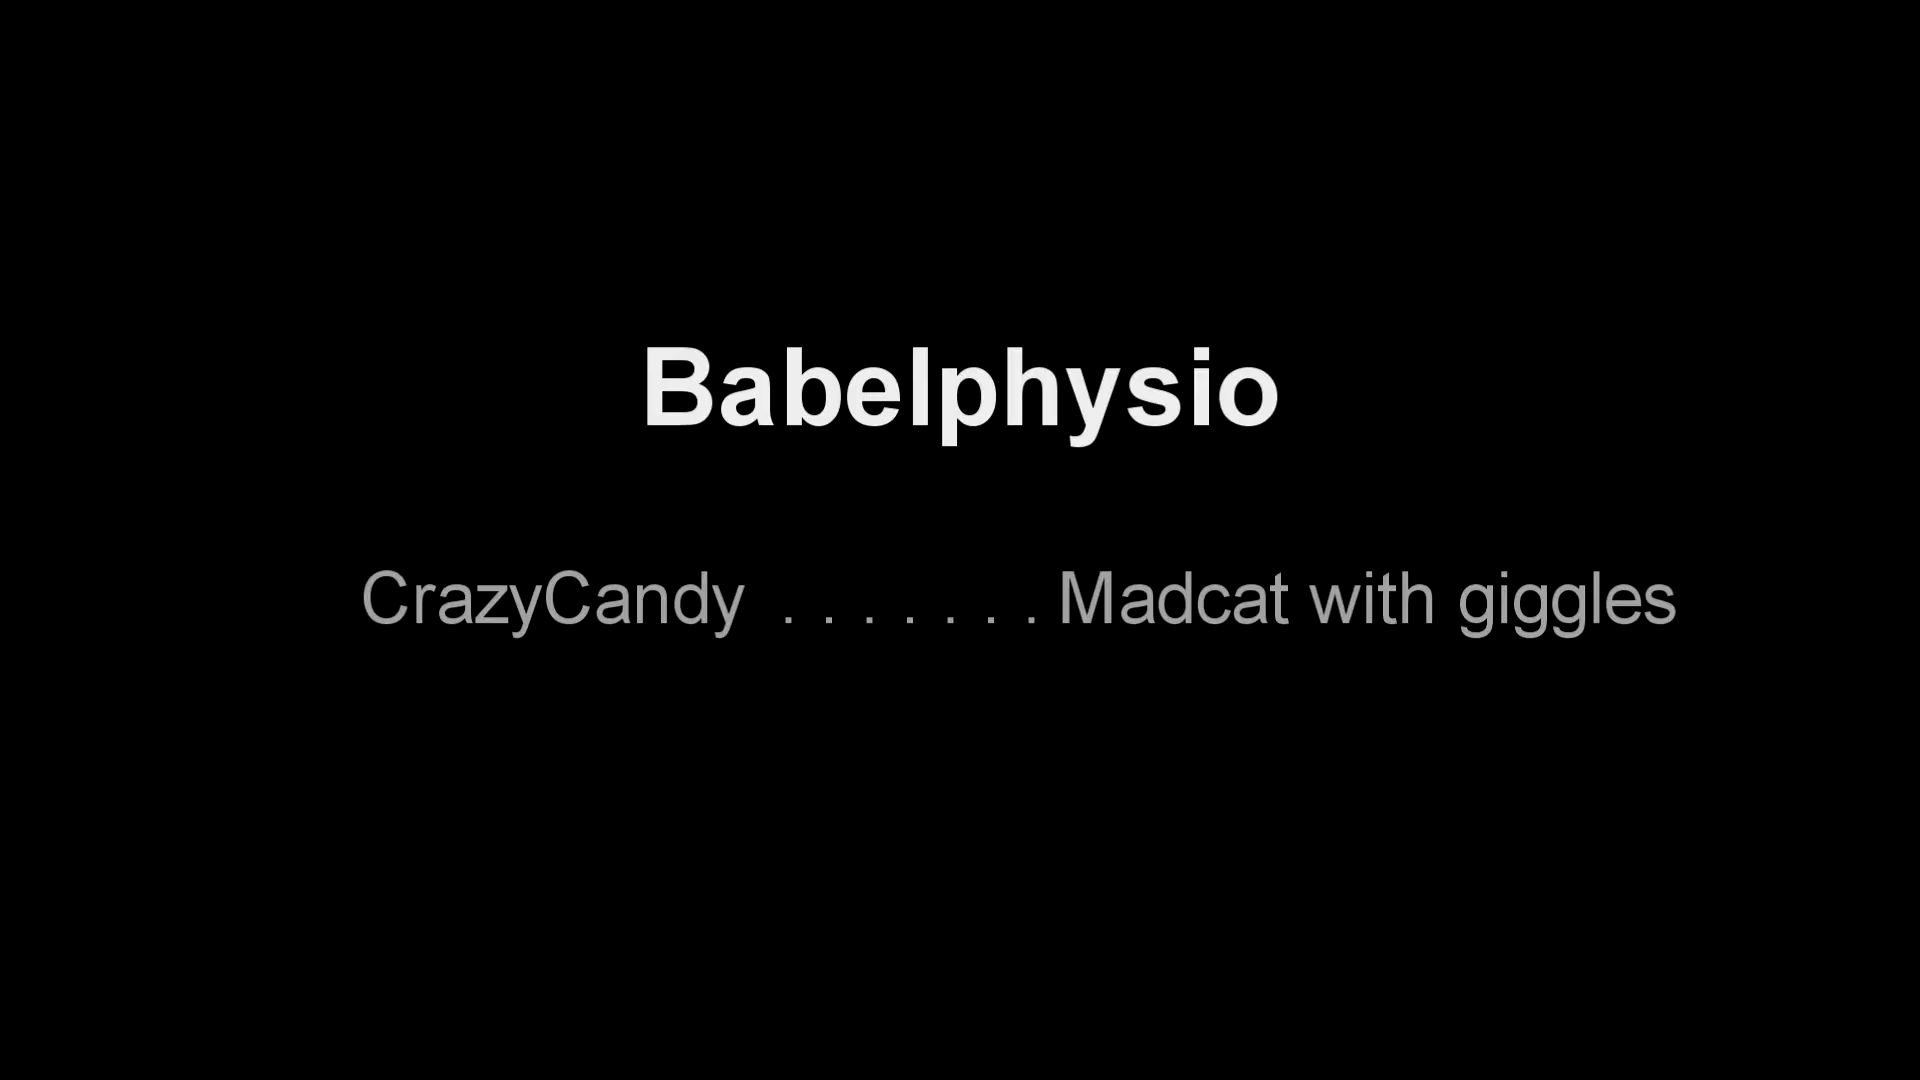 Babelphysio
CrazyCandy . . . . . . . Madcat with giggles